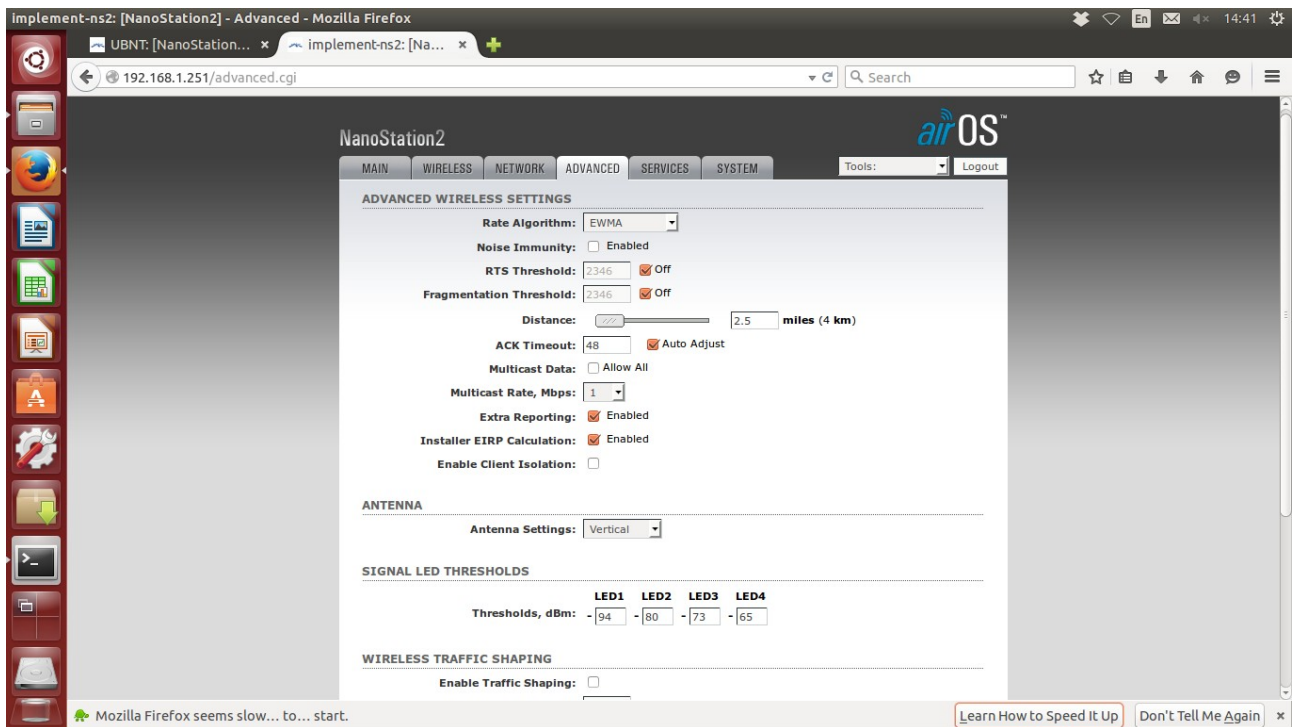 implement-ns2: [NanoStation2] - Advanced - Mozilla Firefox En 14:41
UBNT: [NanoStation... × implement-ns2: [Na... ×
192.168.1.251/advanced.cgi Search
NanoStation2 airOS™
MAIN WIRELESS NETWORK ADVANCED SERVICES SYSTEM Tools: Logout
ADVANCED WIRELESS SETTINGS
Rate Algorithm: EWMA
Noise Immunity: Enabled
RTS Threshold: 2346 Off
Fragmentation Threshold: 2346 Off
Distance: 2.5 miles (4 km)
ACK Timeout: 48 Auto Adjust
Multicast Data: Allow All
Multicast Rate, Mbps: 1
Extra Reporting: Enabled
Installer EIRP Calculation: Enabled
Enable Client Isolation:
ANTENNA
Antenna Settings: Vertical
SIGNAL LED THRESHOLDS
LED1 LED2 LED3 LED4
Thresholds, dBm: - 94 - 80 - 73 - 65
WIRELESS TRAFFIC SHAPING
Enable Traffic Shaping:
Mozilla Firefox seems slow... to... start. Learn How to Speed It Up Don't Tell Me Again ×